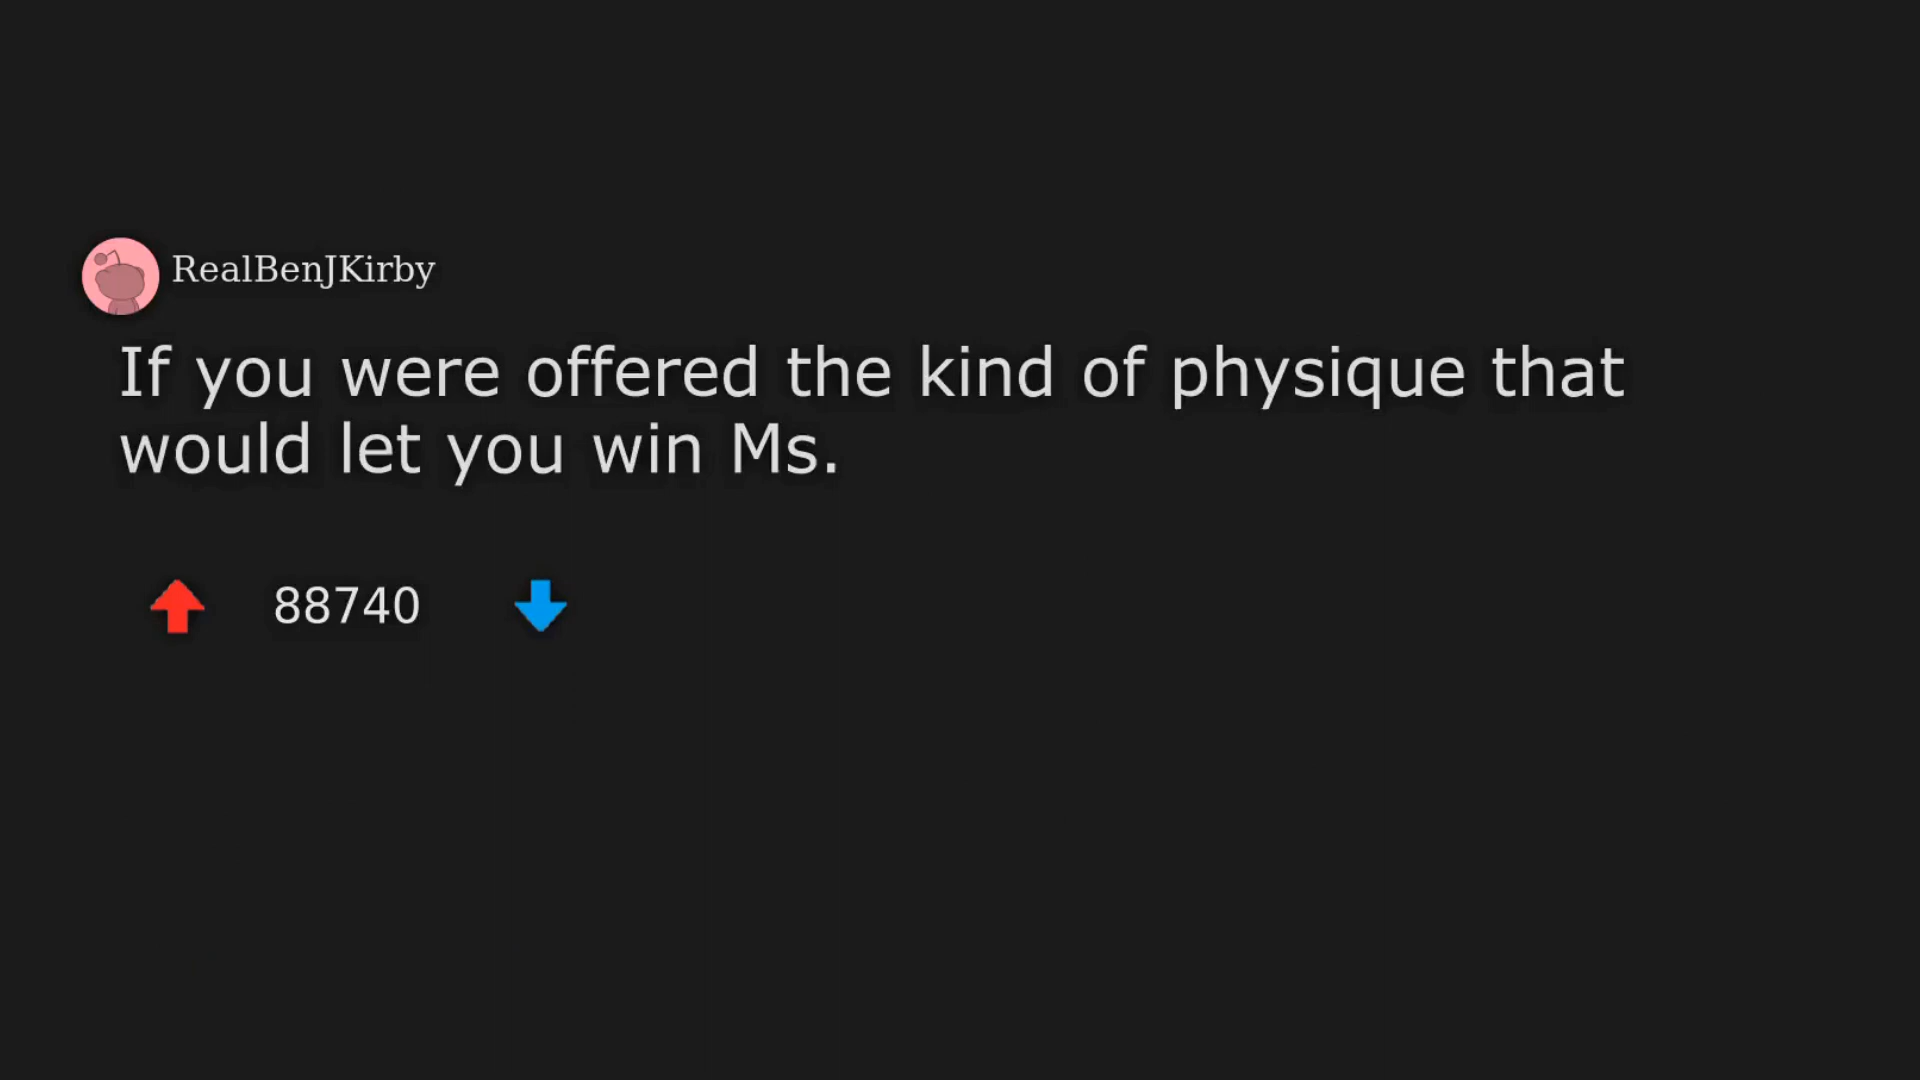 RealBenJKirby
If you were offered the kind of physique that
would let you win Ms.
88740